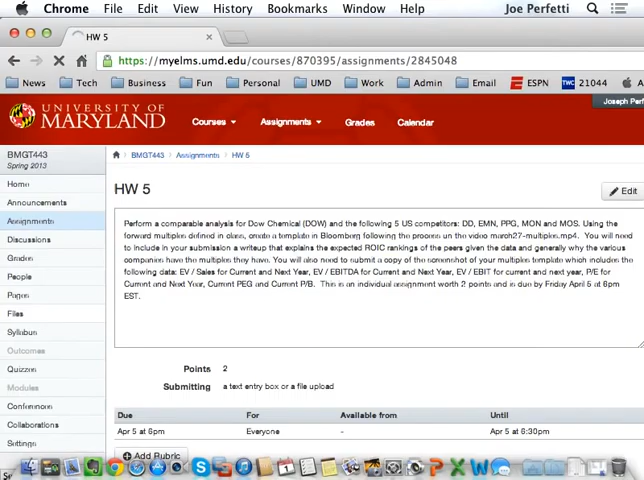 Chrome File Edit View History Bookmarks Window Help Joe Perfetti
HW 5
https://myelms.umd.edu/courses/870395/assignments/2845048
News Tech Business Fun Personal UMD Work Admin Email ESPN TWC 21044 A
UNIVERSITY OF
MARYLAND
Courses Assignments Grades Calendar
Joseph Perf
BMGT443
Spring 2013
BMGT443 Assignments HW 5
Home
Announcements
Assignments
Discussions
Grades
People
Pages
Files
Syllabus
Outcomes
Quizzes
Modules
Conferences
Collaborations
Settings
HW 5
Edit
Perform a comparable analysis for Dow Chemical (DOW) and the following 5 US competitors: DD, EMN, PPG, MON and MOS. Using the
forward multiples defined in class, create a template in Bloomberg following the process un the video march27-multiples.mp4. You will need
to include in your submission a writeup that explains the expected ROIC rankings of the peers given the data and generally why the various
companies have the multiples they have. You will also need to submit a copy of the screenshot of your multiples template which includes the
following data: EV / Sales for Current and Next Year, EV / EBITDA for Current and Next Year, EV / EBIT for current and next year, P/E for
Current and Next Year, Current PEG and Current P/B. This is an individual assignment worth 2 points and is due by Friday April 5 at 6pm
EST.
Points 2
Submitting a text entry box or a file upload
Due For Available from Until
Apr 5 at 6pm Everyone - Apr 5 at 6:30pm
Add Rubric